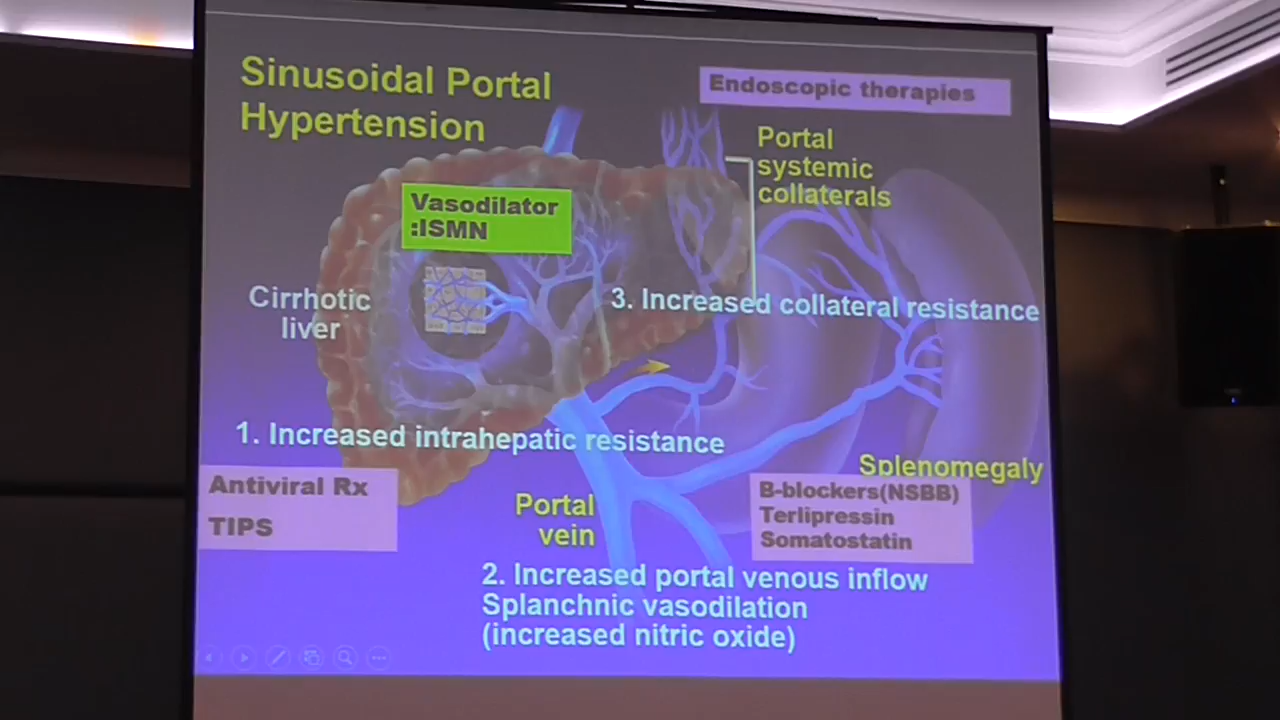 Sinusoidal Portal
Hypertension
Endoscopic therapies
Portal
systemic
collaterals
Vasodilator
:ISMN
Cirrhotic
liver
3. Increased collateral resistance
1. Increased intrahepatic resistance
Antiviral Rx
TIPS
Splenomegaly
B-blockers(NSBB)
Terlipressin
Somatostatin
Portal
vein
2. Increased portal venous inflow
Splanchnic vasodilation
(increased nitric oxide)